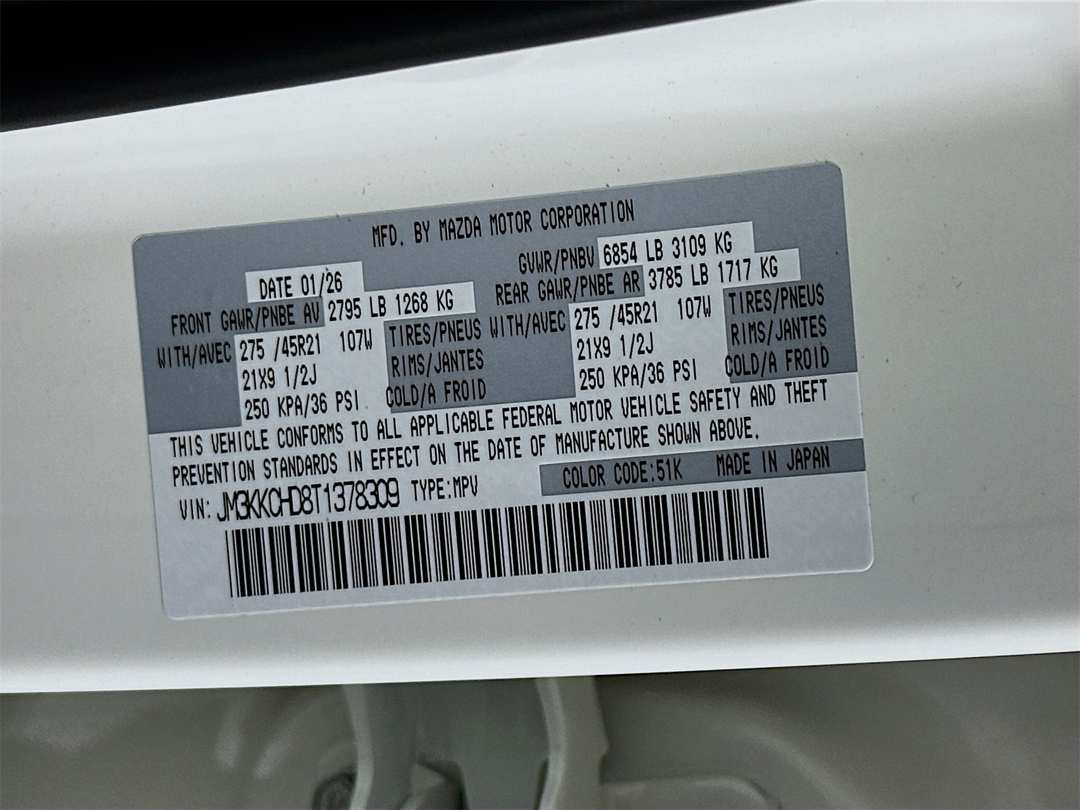 MFD. BY MAZDA MOTOR CORPORATION
DATE 01/26 GVWR/PNBV 6854 LB 3109 KG
FRONT GAWR/PNBE AV 2795 LB 1268 KG REAR GAWR/PNBE AR 3785 LB 1717 KG
WITH/AVEC 275 /45R21 107W TIRES/PNEUS WITH/AVEC 275 /45R21 107W TIRES/PNEUS
21X9 1/2J RIMS/JANTES 21X9 1/2J RIMS/JANTES
250 KPA/36 PSI COLD/A FROID 250 KPA/36 PSI COLD/A FROID
THIS VEHICLE CONFORMS TO ALL APPLICABLE FEDERAL MOTOR VEHICLE SAFETY AND THEFT
PREVENTION STANDARDS IN EFFECT ON THE DATE OF MANUFACTURE SHOWN ABOVE.
VIN: JM3KKCHD8T1378309 TYPE:MPV COLOR CODE:51K MADE IN JAPAN